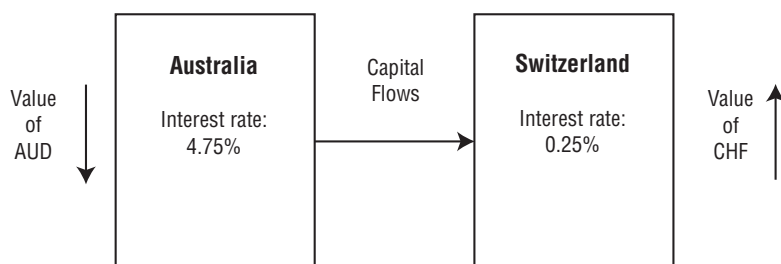 Value
of
AUD
Australia
Interest rate:
4.75%
Capital
Flows
Switzerland
Interest rate:
0.25%
Value
of
CHF